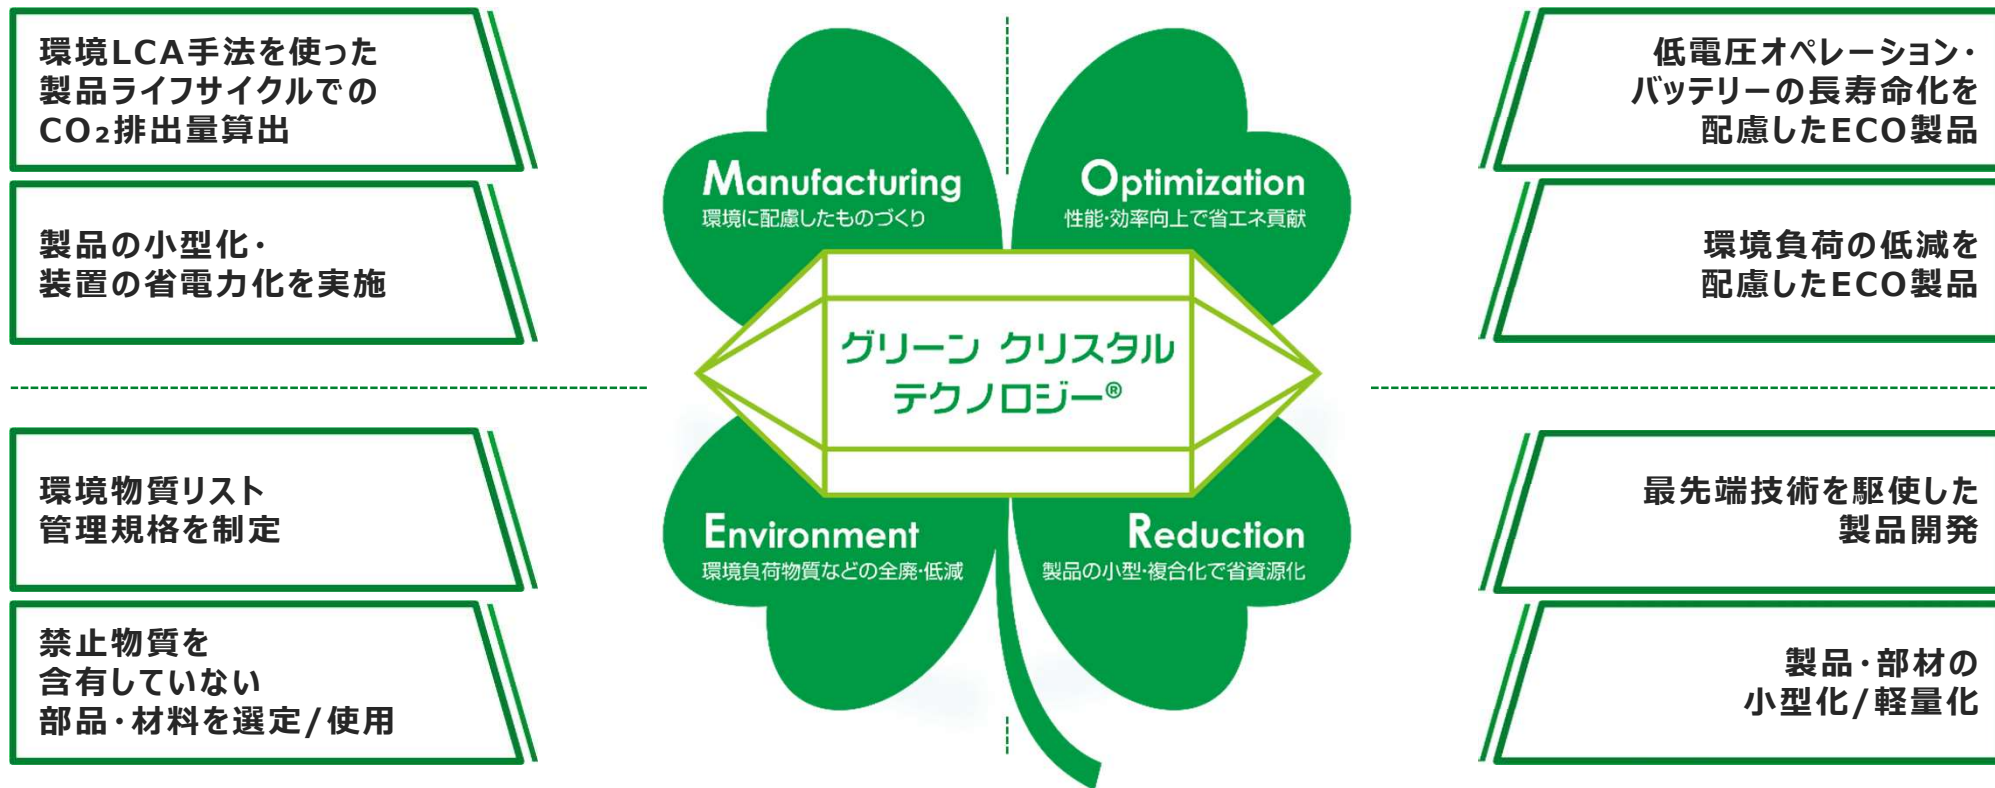 環境LCA手法を使った
製品ライフサイクルでの
CO₂排出量算出
製品の小型化・
装置の省電力化を実施
Manufacturing
環境に配慮したものづくり
Optimization
性能・効率向上で省エネ貢献
低電圧オペレーション・
バッテリーの長寿命化を
配慮したECO製品
環境負荷の低減を
配慮したECO製品
グリーン クリスタル
テクノロジー®
環境物質リスト
管理規格を制定
禁止物質を
含有していない
部品・材料を選定/使用
Environment
環境負荷物質などの全廃・低減
Reduction
製品の小型・複合化で省資源化
最先端技術を駆使した
製品開発
製品・部材の
小型化/軽量化